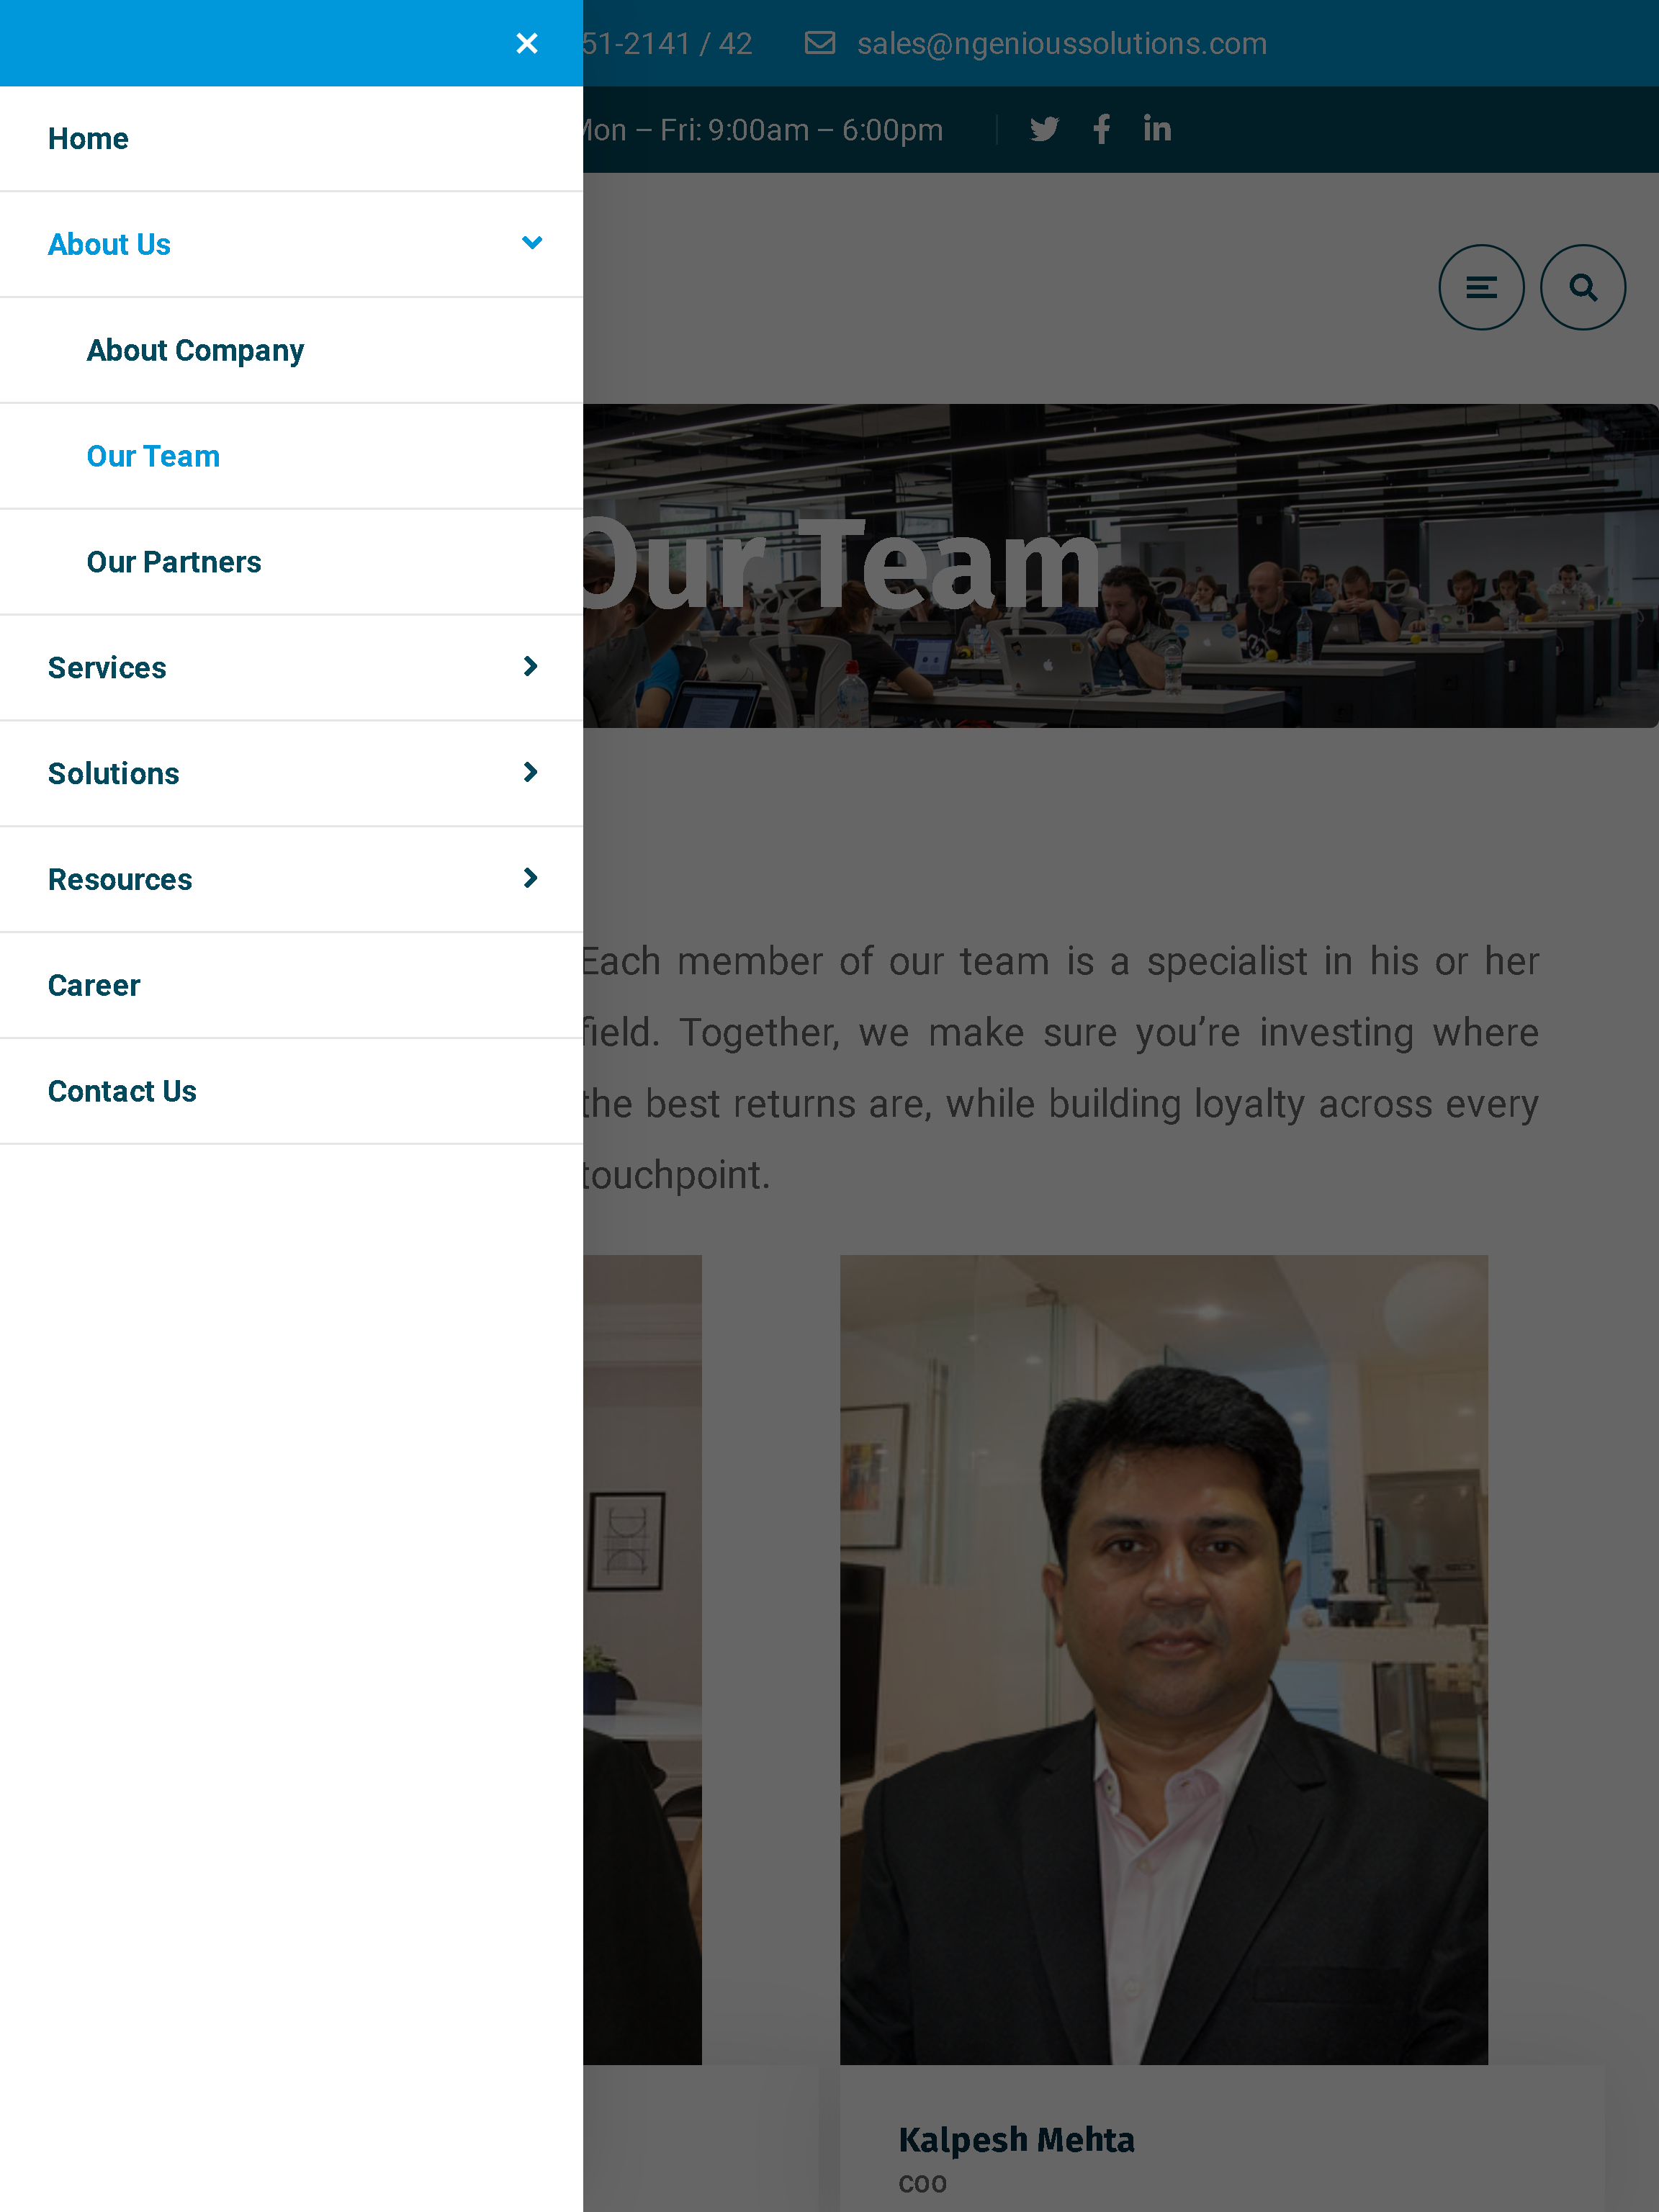 51-2141 / 42
sales@ngenioussolutions.com
Mon – Fri: 9:00am – 6:00pm
Home
About Us
About Company
Our Team
Our Partners
Services
Solutions
Resources
Career
Contact Us
Our Team
Each member of our team is a specialist in his or her
field. Together, we make sure you’re investing where
the best returns are, while building loyalty across every
touchpoint.
Kalpesh Mehta
COO